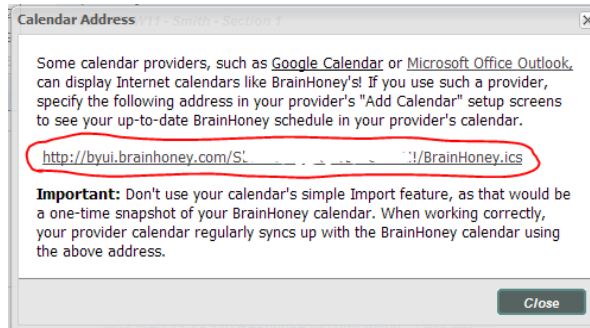 Calendar Address
W11 - Smith - Section 1
Some calendar providers, such as Google Calendar or Microsoft Office Outlook,
can display Internet calendars like BrainHoney's! If you use such a provider,
specify the following address in your provider's "Add Calendar" setup screens
to see your up-to-date BrainHoney schedule in your provider's calendar.
http://byui.brainhoney.com/ !/BrainHoney.ics
Important: Don't use your calendar's simple Import feature, as that would be
a one-time snapshot of your BrainHoney calendar. When working correctly,
your provider calendar regularly syncs up with the BrainHoney calendar using
the above address.
Close